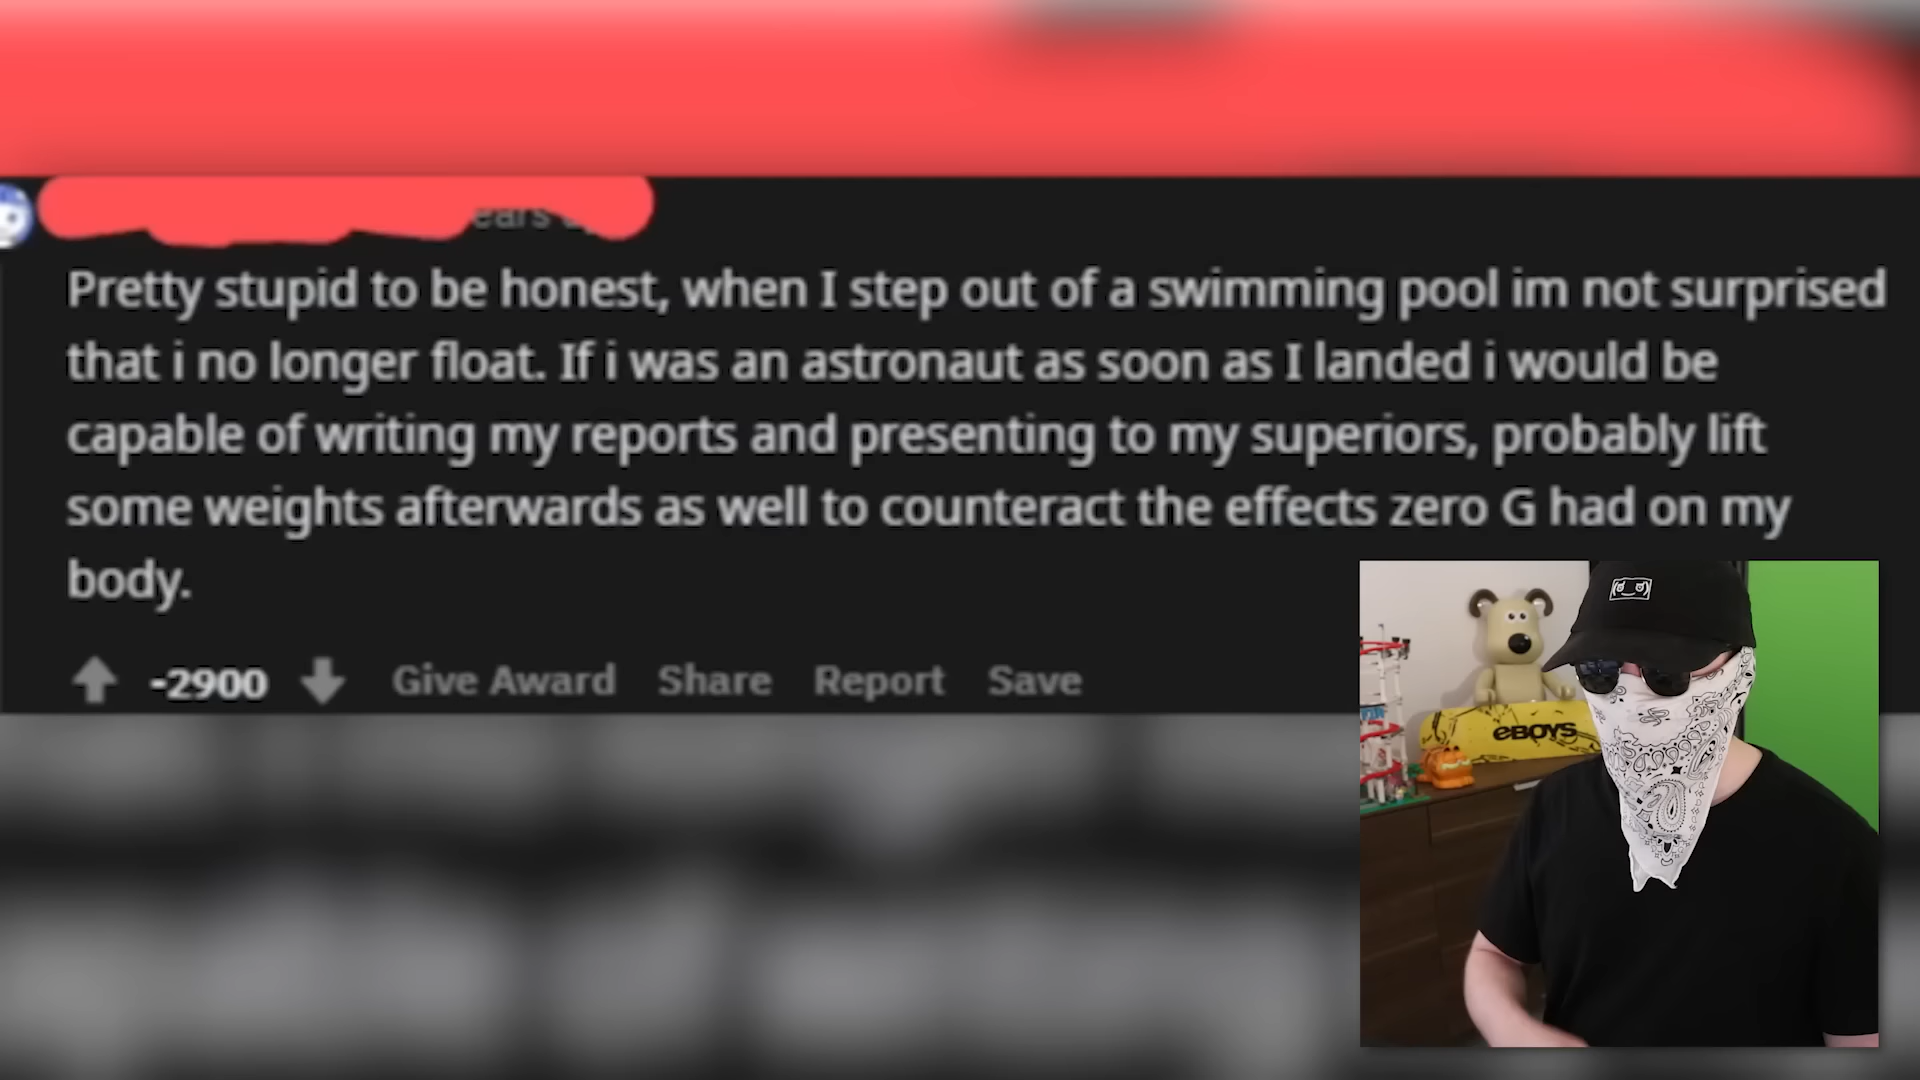 ears
Pretty stupid to be honest, when I step out of a swimming pool im not surprised
that i no longer float. If i was an astronaut as soon as I landed i would be
capable of writing my reports and presenting to my superiors, probably lift
some weights afterwards as well to counteract the effects zero G had on my
body.
-2900 Give Award Share Report Save
eBOYS